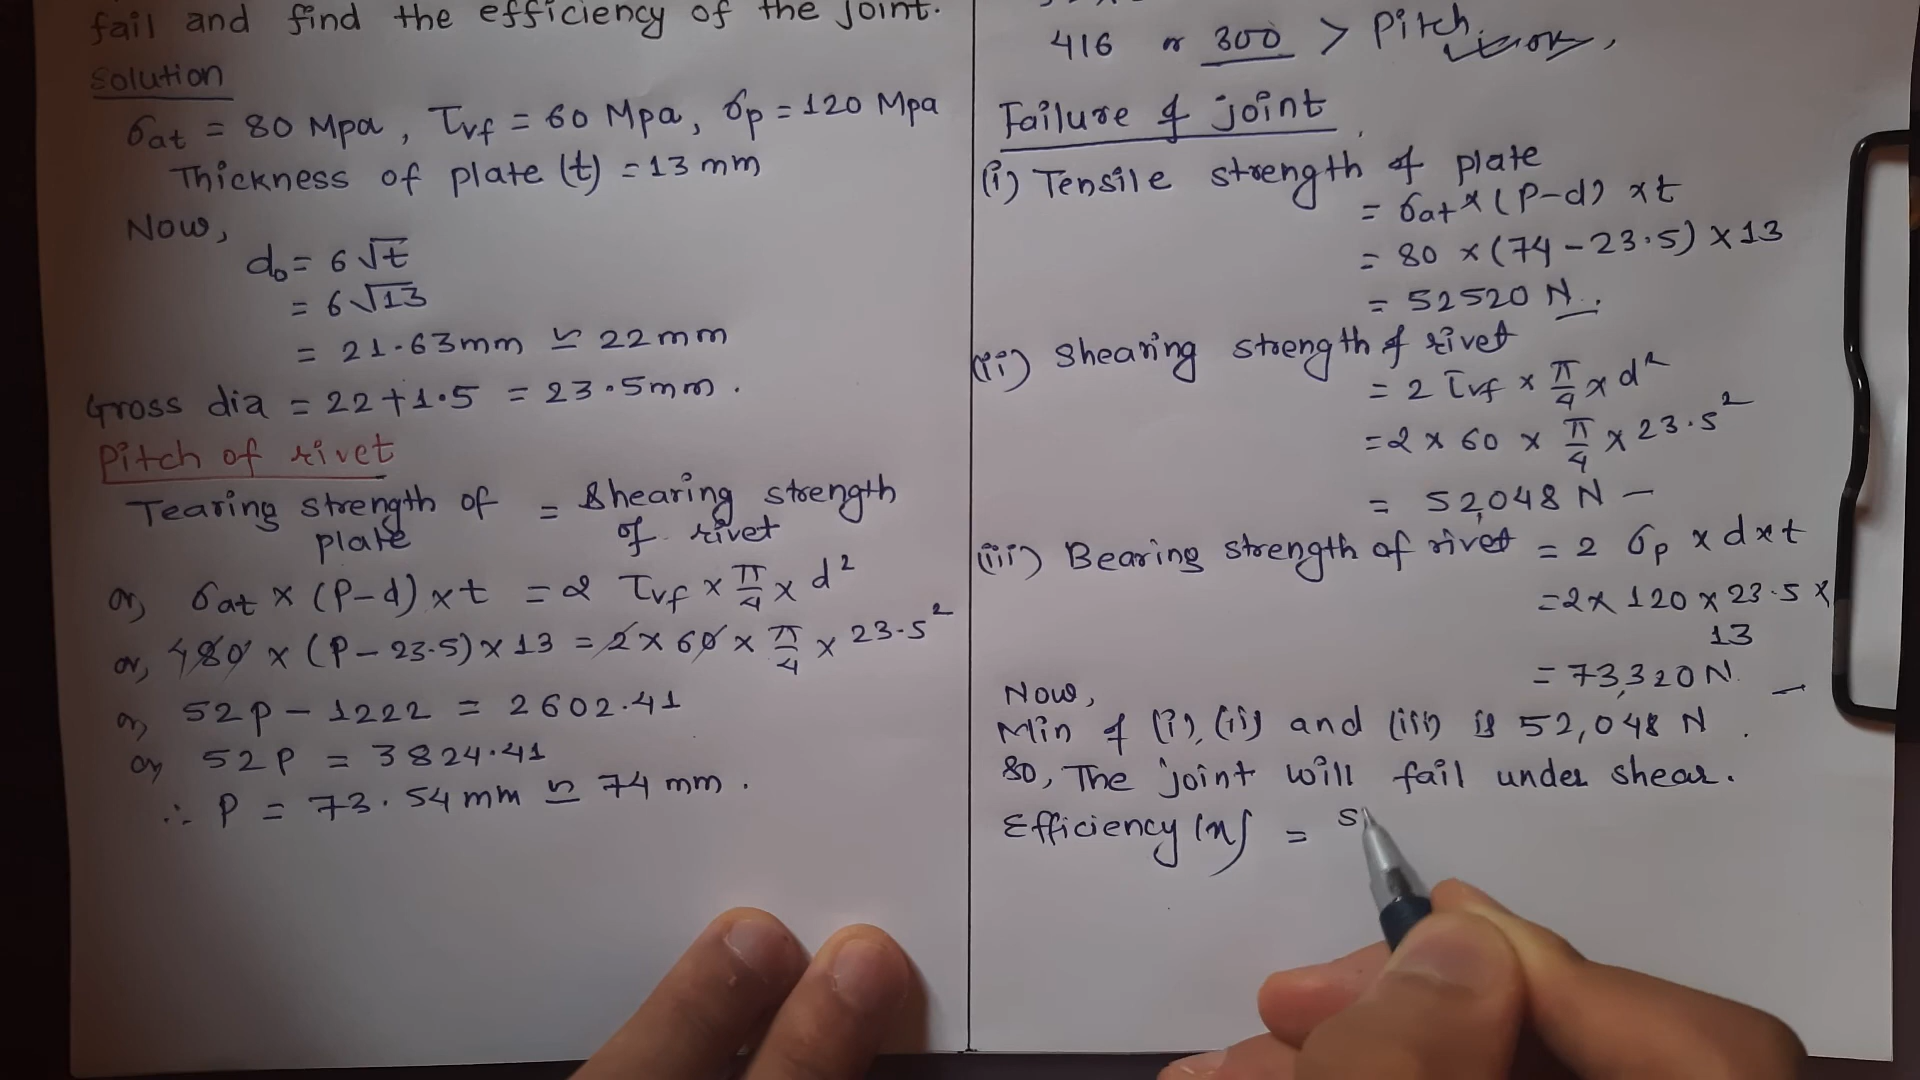 fail and find the efficiency of the joint.
Solution
σat = 80 Mpa, τvf = 60 Mpa, σp = 120 Mpa
Thickness of plate (t) = 13 mm
Now,
do = 6√t
= 6√13
= 21.63mm ≃ 22mm
Gross dia = 22+1.5 = 23.5mm.
Pitch of rivet
Tearing strength of plate = Shearing strength of rivet
or, σat × (P-d) × t = 2 τvf × π/4 × d²
or, 480 × (P-23.5) × 13 = 2 × 60 × π/4 × 23.5²
or, 52P - 1222 = 2602.41
or, 52P = 3824.41
∴ P = 73.54mm ≃ 74mm.
416 or 300 > Pitch
Failure of joint
(i) Tensile strength of plate
= σat × (P-d) × t
= 80 × (74-23.5) × 13
= 52520 N.
(ii) Shearing strength of rivet
= 2 τvf × π/4 × d²
= 2 × 60 × π/4 × 23.5²
= 52,048 N
(iii) Bearing strength of rivet = 2 σp × d×t
= 2× 120 × 23.5 ×
13
= 73,320 N.
Now,
Min of (i), (ii) and (iii) is 52,048 N.
So, The joint will fail under shear.
Efficiency (η) = S